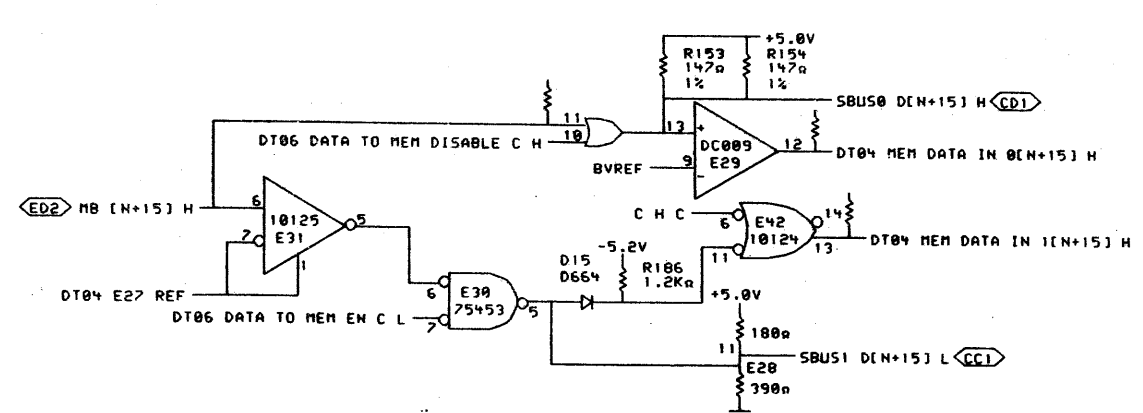 +5.0V
R153 R154
147Ω 147Ω
1% 1%
SBUS0 D[N+15] H CD1
11
DT06 DATA TO MEM DISABLE C H 10
13 +
DC009
12 DT04 MEM DATA IN 0[N+15] H
E29
BVREF 9 -
ED2 MB [N+15] H 6
10125 5
E31
7
1
C H C 6
E42 14
10124 13 DT04 MEM DATA IN 1[N+15] H
11
-5.2V
D15
D664
R186
1.2KΩ
DT04 E27 REF
6
E30
75453 5
DT06 DATA TO MEM EN C L 7
+5.0V
180Ω
11
SBUS1 D[N+15] L CC1
E28
390Ω